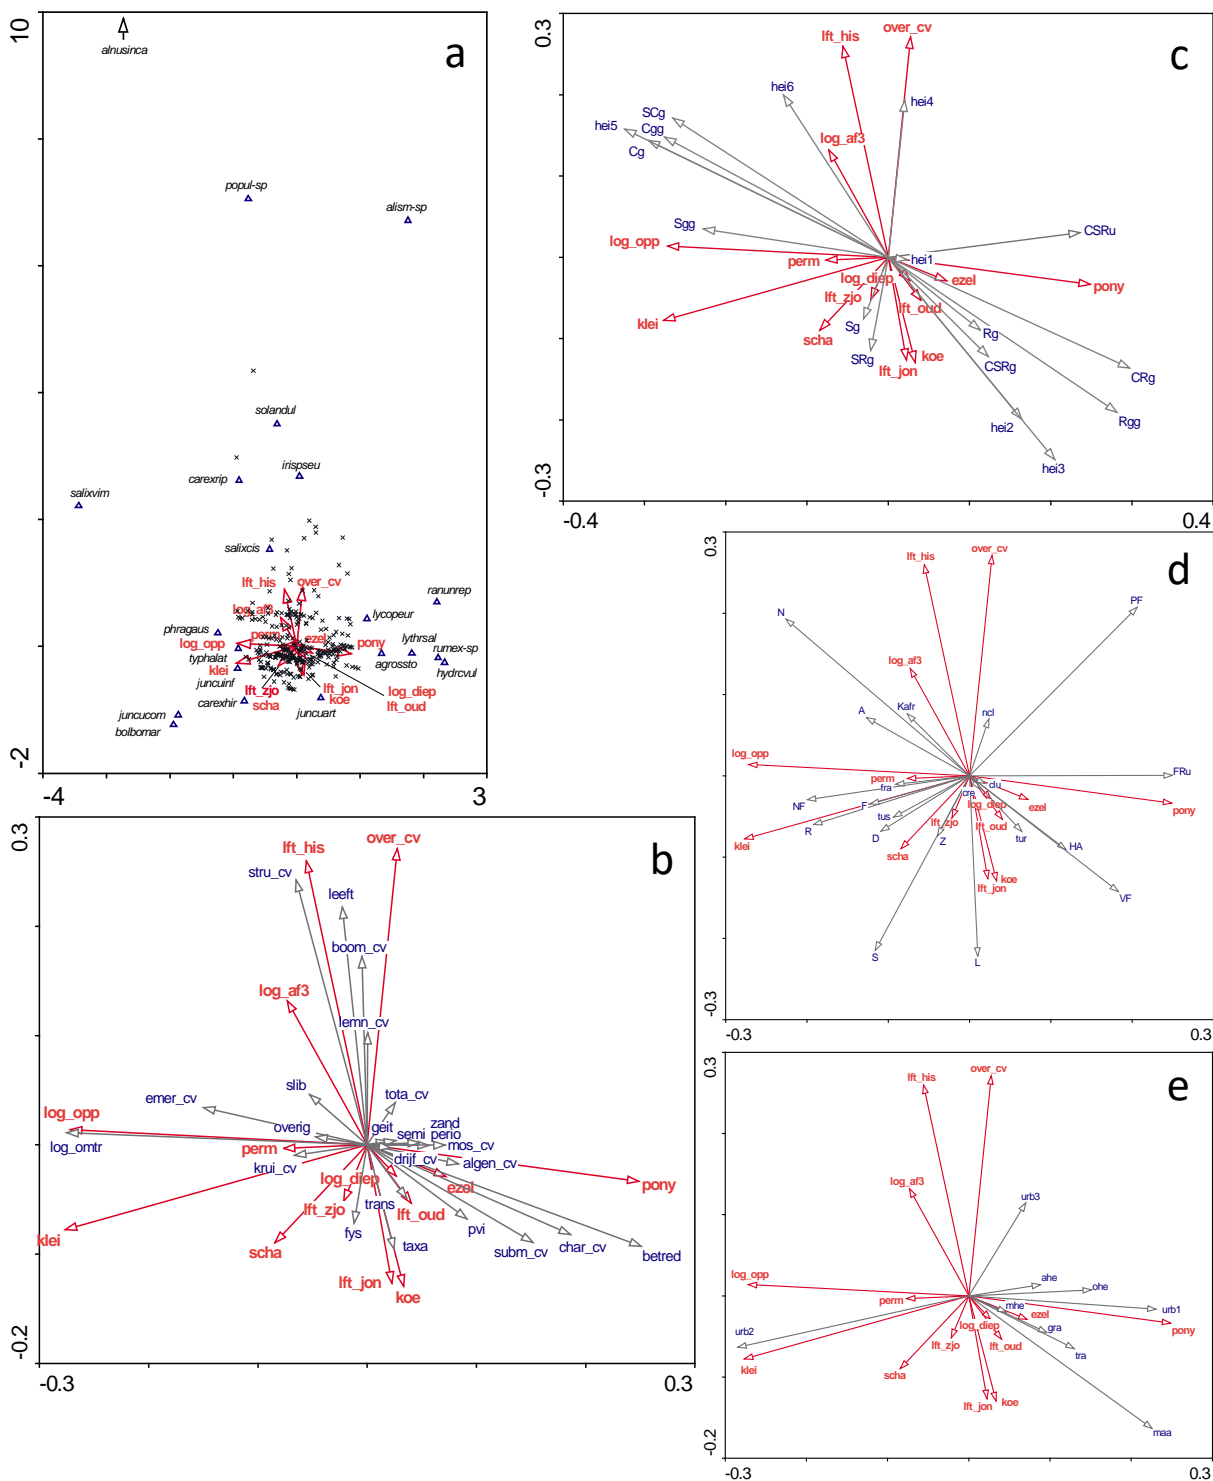 a
10
alnusinca
popul-sp
alism-sp
solandul
carexrip
irispseu
salixvim
salixcis
lft_his
over_cv
ranunrep
log_af3
lycopeur
phragaus
perm
ezel
log_opp
pony
lythrsal
rumex-sp
typhalat
klei
agrossto
hydrcvul
juncuinf
lft_zjo
lft_jon
log_diep
carexhir
scha
koe
lft_oud
juncuart
juncucom
bolbomar
-2
-4
3
c
0.3
lft_his
over_cv
hei6
hei4
SCg
hei5
Cgg
log_af3
Cg
Sgg
CSRu
log_opp
perm
hei1
log_diep
ezel
pony
lft_zjo
lft_oud
klei
Sg
Rg
scha
SRg
koe
CSRg
lft_jon
CRg
Rgg
hei2
hei3
-0.3
-0.4
0.4
d
0.3
lft_his
over_cv
N
PF
log_af3
Kafr
A
ncl
log_opp
FRu
perm
fra
clu
cre
NF
F
log_diep
ezel
pony
tus
lft_zjo
lft_oud
R
D
Z
tur
klei
scha
HA
koe
lft_jon
VF
S
L
-0.3
-0.3
0.3
b
0.3
over_cv
lft_his
stru_cv
leeft
boom_cv
log_af3
lemn_cv
slib
emer_cv
tota_cv
log_opp
geit
zand
overig
semi
perio
log_omtr
perm
mos_cv
krui_cv
drijf_cv
algen_cv
log_diep
ezel
pony
lft_zjo
trans
lft_oud
klei
fys
pvi
scha
taxa
subm_cv
char_cv
betred
lft_jon
koe
-0.2
-0.3
0.3
e
0.3
lft_his
over_cv
log_af3
urb3
log_opp
ahe
ohe
perm
mhe
urb1
ezel
pony
log_diep
gra
urb2
lft_zjo
lft_oud
tra
klei
scha
lft_jon
koe
maa
-0.2
-0.3
0.3